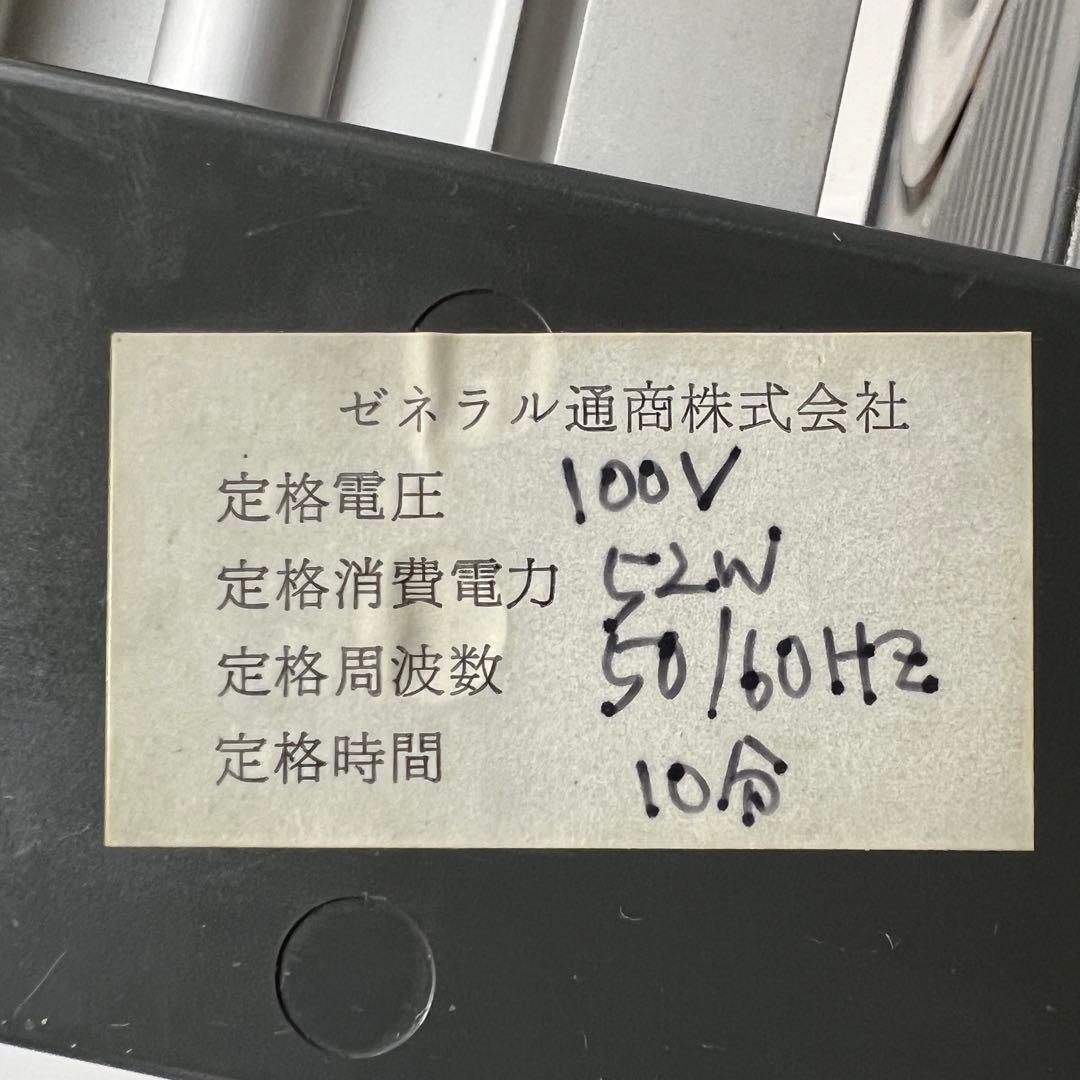 ゼネラル通商株式会社
定格電圧 100V
定格消費電力 52W
定格周波数 50/60Hz
定格時間 10分